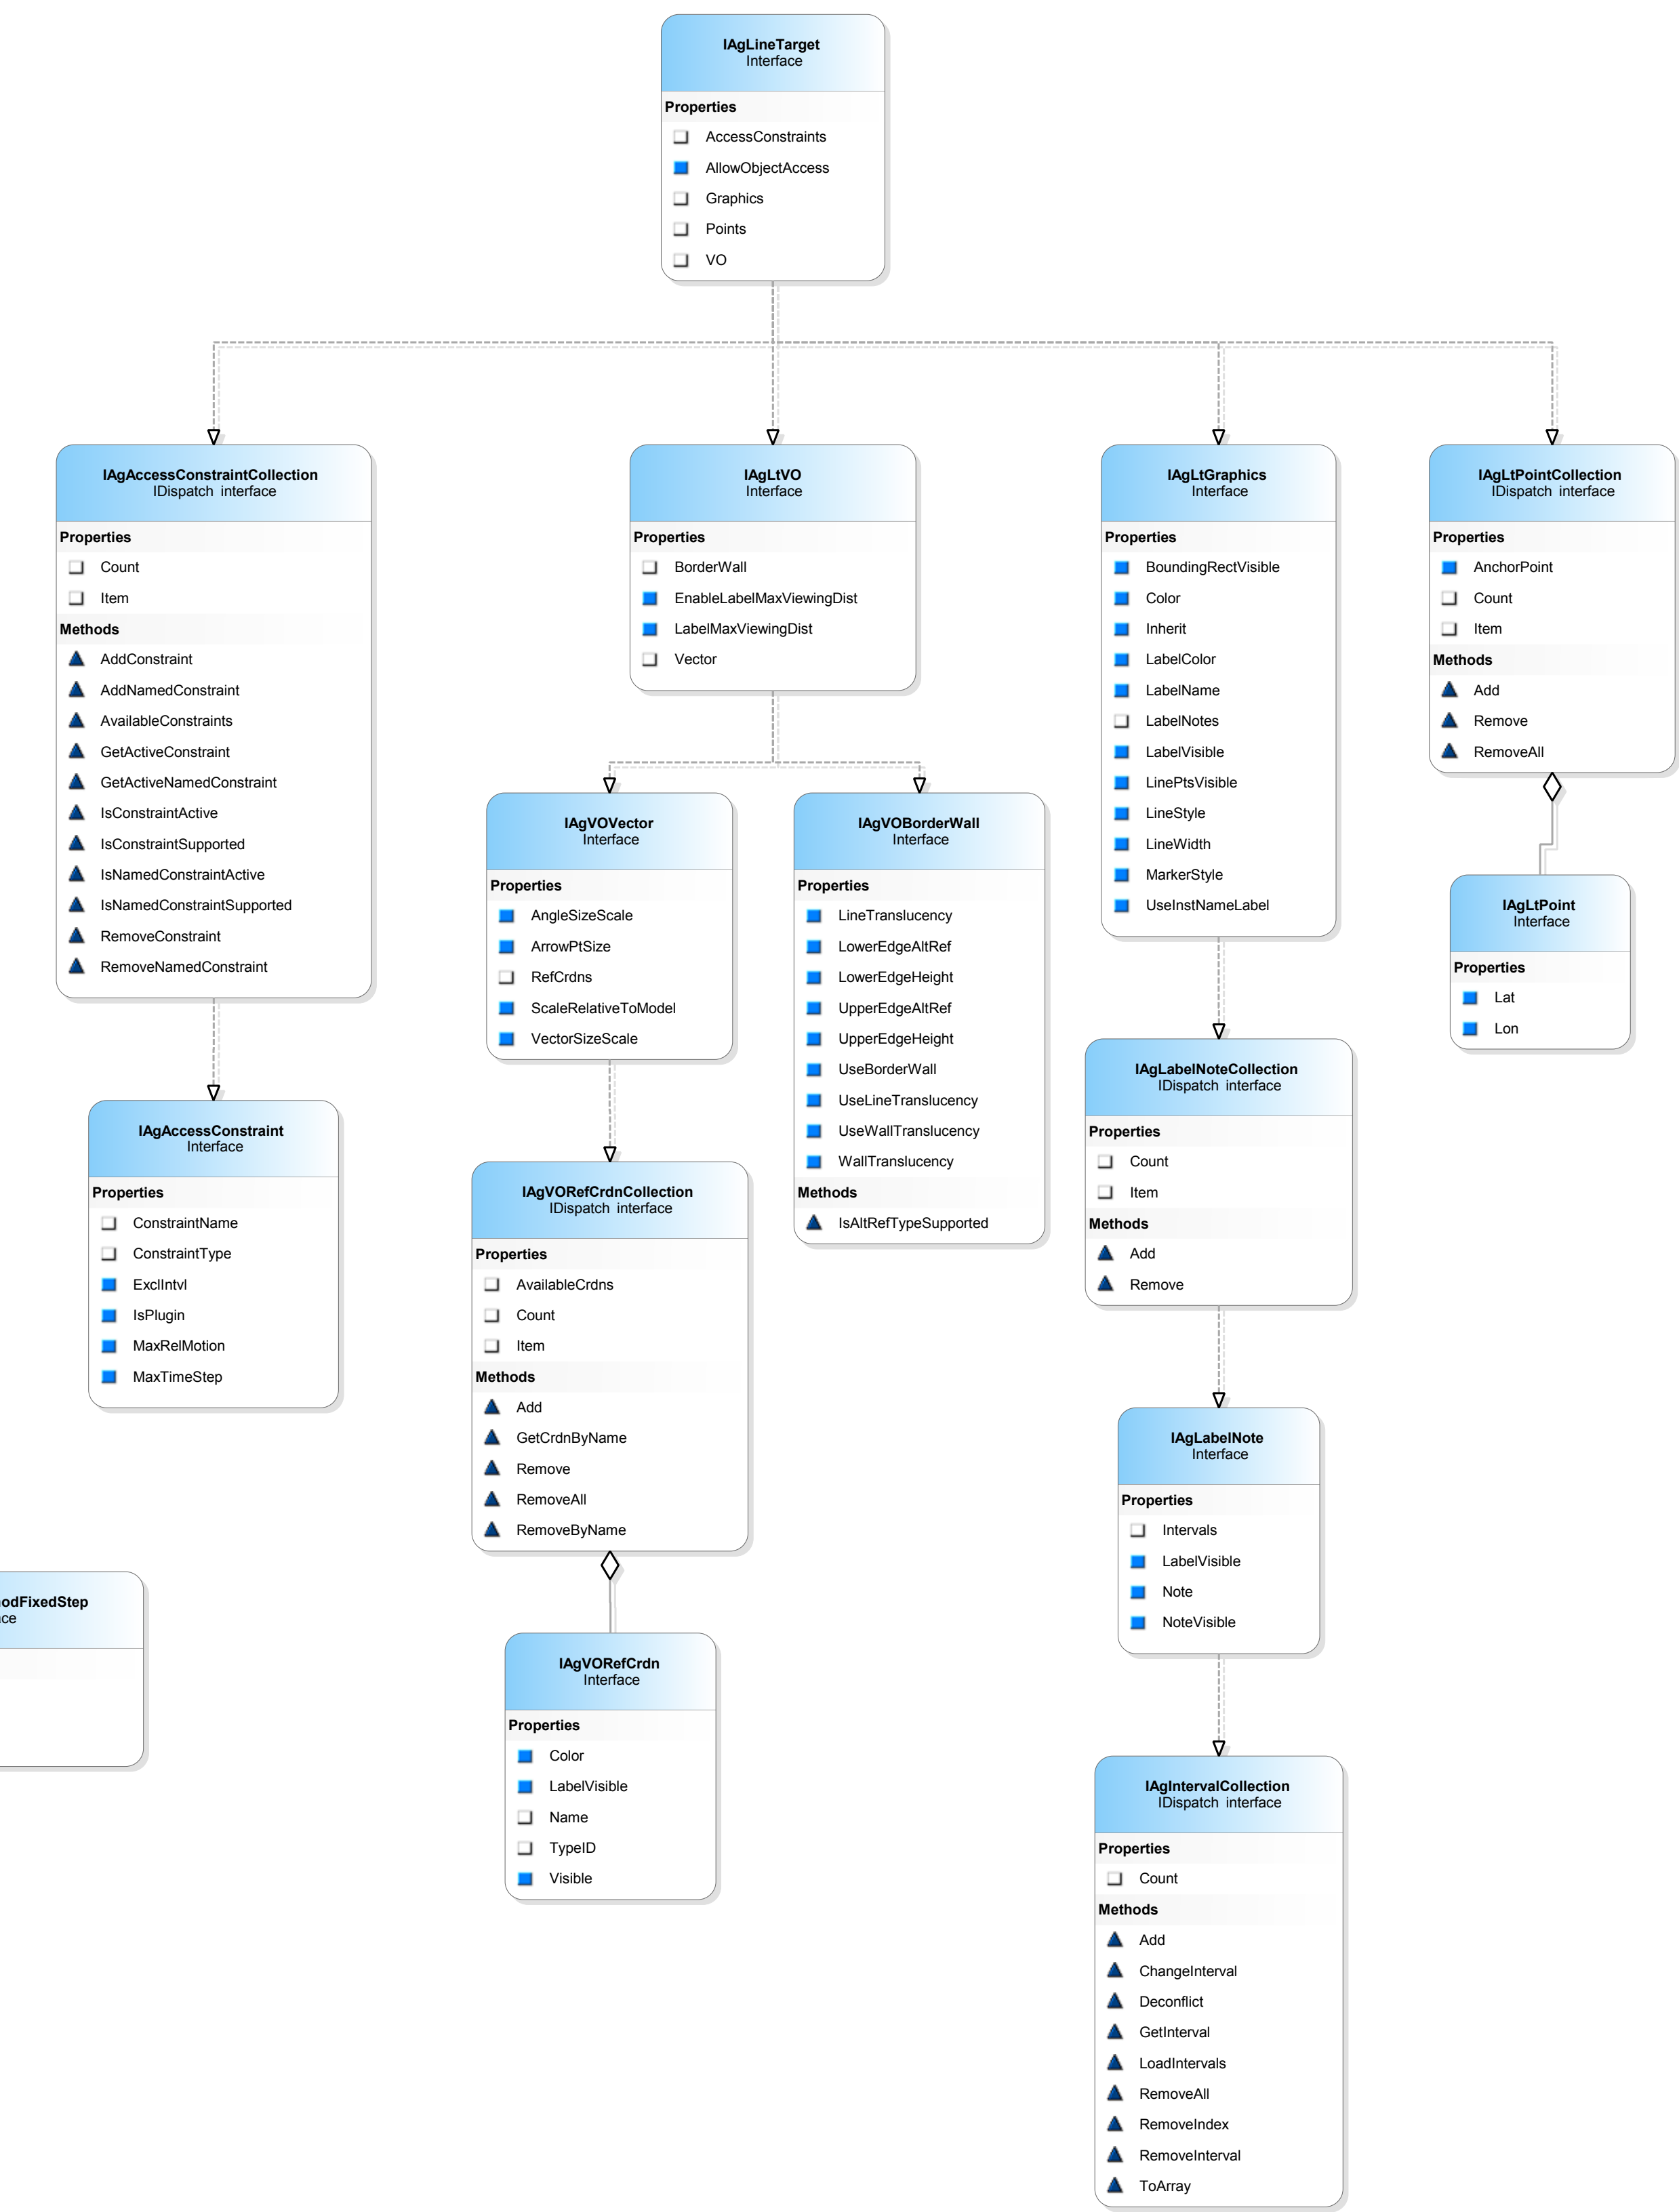 IAgLineTarget
Interface
Properties
AccessConstraints
AllowObjectAccess
Graphics
Points
VO
IAgAccessConstraintCollection
IDispatch interface
Properties
Count
Item
Methods
AddConstraint
AddNamedConstraint
AvailableConstraints
GetActiveConstraint
GetActiveNamedConstraint
IsConstraintActive
IsConstraintSupported
IsNamedConstraintActive
IsNamedConstraintSupported
RemoveConstraint
RemoveNamedConstraint
IAgLtVO
Interface
Properties
BorderWall
EnableLabelMaxViewingDist
LabelMaxViewingDist
Vector
IAgLtGraphics
Interface
Properties
BoundingRectVisible
Color
Inherit
LabelColor
LabelName
LabelNotes
LabelVisible
LinePtsVisible
LineStyle
LineWidth
MarkerStyle
UseInstNameLabel
IAgLtPointCollection
IDispatch interface
Properties
AnchorPoint
Count
Item
Methods
Add
Remove
RemoveAll
IAgVOVector
Interface
Properties
AngleSizeScale
ArrowPtSize
RefCrdns
ScaleRelativeToModel
VectorSizeScale
IAgVOBorderWall
Interface
Properties
LineTranslucency
LowerEdgeAltRef
LowerEdgeHeight
UpperEdgeAltRef
UpperEdgeHeight
UseBorderWall
UseLineTranslucency
UseWallTranslucency
WallTranslucency
Methods
IsAltRefTypeSupported
IAgLtPoint
Interface
Properties
Lat
Lon
IAgAccessConstraint
Interface
Properties
ConstraintName
ConstraintType
ExclIntvl
IsPlugin
MaxRelMotion
MaxTimeStep
IAgVORefCrdnCollection
IDispatch interface
Properties
AvailableCrdns
Count
Item
Methods
Add
GetCrdnByName
Remove
RemoveAll
RemoveByName
IAgLabelNoteCollection
IDispatch interface
Properties
Count
Item
Methods
Add
Remove
IAgLabelNote
Interface
Properties
Intervals
LabelVisible
Note
NoteVisible
odFixedStep
ce
IAgVORefCrdn
Interface
Properties
Color
LabelVisible
Name
TypeID
Visible
IAgIntervalCollection
IDispatch interface
Properties
Count
Methods
Add
ChangeInterval
Deconflict
GetInterval
LoadIntervals
RemoveAll
RemoveIndex
RemoveInterval
ToArray